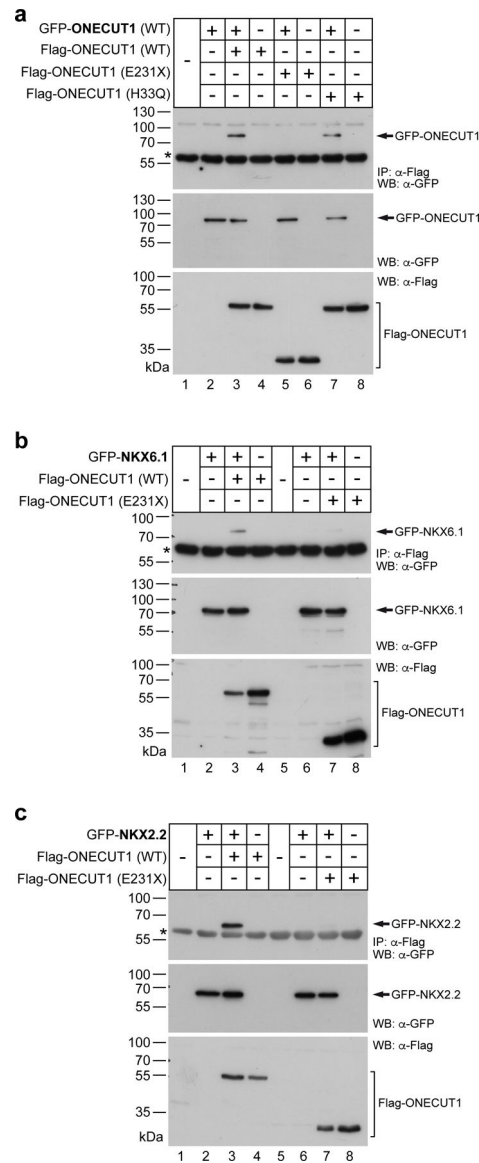 a
GFP-ONECUT1 (WT) - + + - + - + -
Flag-ONECUT1 (WT) - + + - - - -
Flag-ONECUT1 (E231X) - - - + + - -
Flag-ONECUT1 (H33Q) - - - - - + +
130
100
70
55
*
GFP-ONECUT1
IP: α-Flag
WB: α-GFP
130
100
70
55
GFP-ONECUT1
WB: α-GFP
100
70
55
35
kDa
WB: α-Flag
Flag-ONECUT1
1 2 3 4 5 6 7 8
b
GFP-NKX6.1 + + - + + -
Flag-ONECUT1 (WT) - - + + - - - -
Flag-ONECUT1 (E231X) - - - - + +
100
70
55
*
GFP-NKX6.1
IP: α-Flag
WB: α-GFP
130
100
70
55
GFP-NKX6.1
WB: α-GFP
100
70
55
35
kDa
WB: α-Flag
Flag-ONECUT1
1 2 3 4 5 6 7 8
c
GFP-NKX2.2 + + - + + -
Flag-ONECUT1 (WT) - - + + - - - -
Flag-ONECUT1 (E231X) - - - - + +
100
70
55
*
GFP-NKX2.2
IP: α-Flag
WB: α-GFP
100
70
55
GFP-NKX2.2
WB: α-GFP
100
70
55
35
kDa
WB: α-Flag
Flag-ONECUT1
1 2 3 4 5 6 7 8